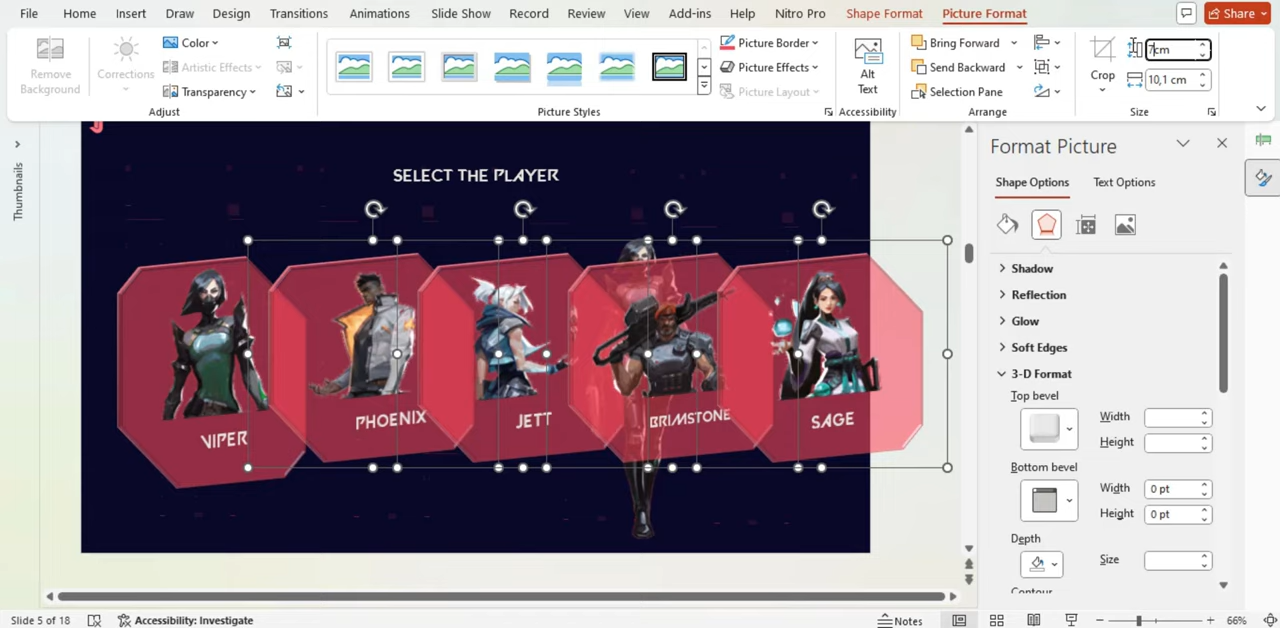 File Home Insert Draw Design Transitions Animations Slide Show Record Review View Add-ins Help Nitro Pro Shape Format Picture Format Share
Remove Background
Corrections
Color
Artistic Effects
Transparency
Adjust
Picture Styles
Picture Border
Picture Effects
Picture Layout
Alt Text
Accessibility
Bring Forward
Send Backward
Selection Pane
Arrange
Crop
7cm
10,1 cm
Size
Thumbnails
SELECT THE PLAYER
VIPER
PHOENIX
JETT
BRIMSTONE
SAGE
Format Picture
Shape Options Text Options
Shadow
Reflection
Glow
Soft Edges
3-D Format
Top bevel
Width
Height
Bottom bevel
Width 0 pt
Height 0 pt
Depth
Size
Contour
Slide 5 of 18 Accessibility: Investigate Notes 66%